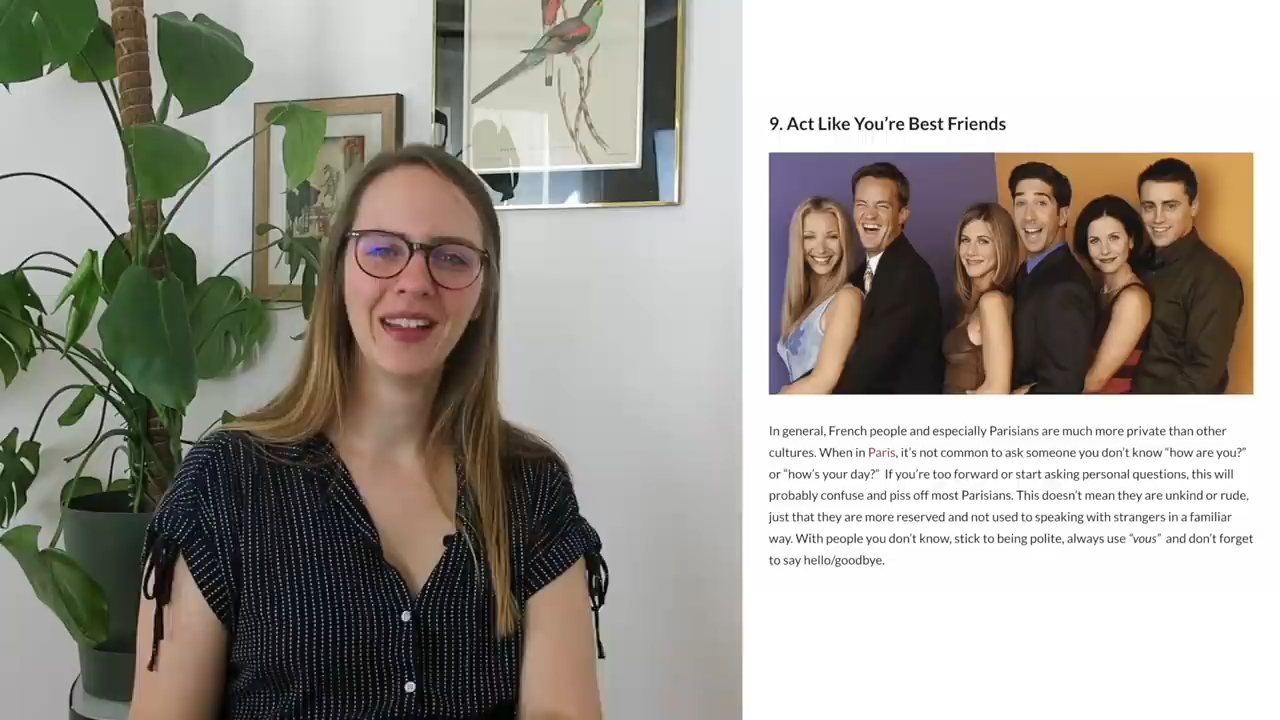 9. Act Like You’re Best Friends
In general, French people and especially Parisians are much more private than other
cultures. When in Paris, it’s not common to ask someone you don’t know “how are you?”
or “how’s your day?” If you’re too forward or start asking personal questions, this will
probably confuse and piss off most Parisians. This doesn’t mean they are unkind or rude,
just that they are more reserved and not used to speaking with strangers in a familiar
way. With people you don’t know, stick to being polite, always use “vous” and don’t forget
to say hello/goodbye.